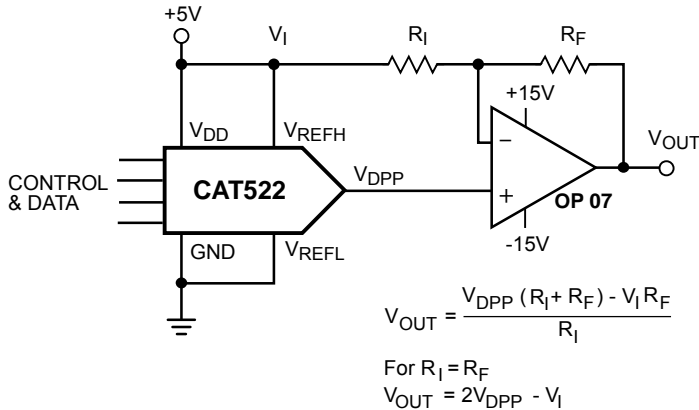 +5V
V_I
R_I
R_F
+15V
V_DD
V_REFH
V_OUT
CONTROL
& DATA
CAT522
V_DPP
−
+
OP 07
GND
V_REFL
-15V
V_OUT = V_DPP (R_I + R_F) - V_I R_F / R_I
For R_I = R_F
V_OUT = 2V_DPP - V_I